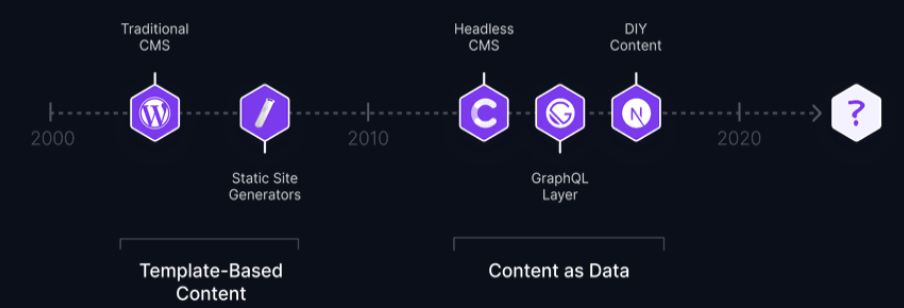 Traditional
CMS
Headless
CMS
DIY
Content
W
C
G
N
?
2000
2010
2020
Static Site
Generators
GraphQL
Layer
Template-Based
Content
Content as Data